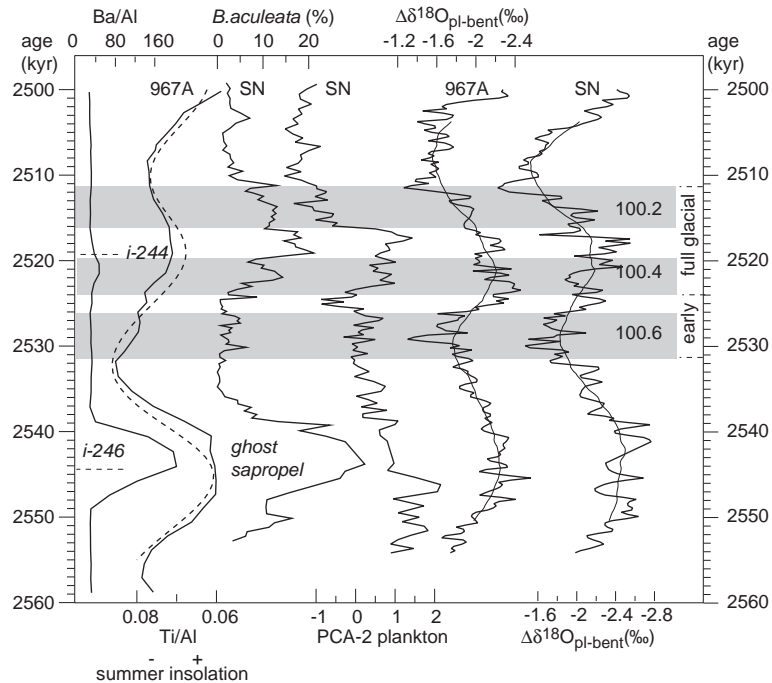 Ba/Al
B.aculeata (%)
Δδ18Opl-bent(‰)
age
(kyr)
0 80 160
0 10 20
-1.2 -1.6 -2 -2.4
age
(kyr)
967A SN SN 967A SN
2500
2510
2520
2530
2540
2550
2560
2500
2510
2520
2530
2540
2550
2560
100.2
i-244
100.4
100.6
full glacial
early
i-246
ghost
sapropel
0.08 0.06
-1 0 1 2
-1.6 -2 -2.4 -2.8
Ti/Al
PCA-2 plankton
Δδ18Opl-bent(‰)
- +
summer insolation